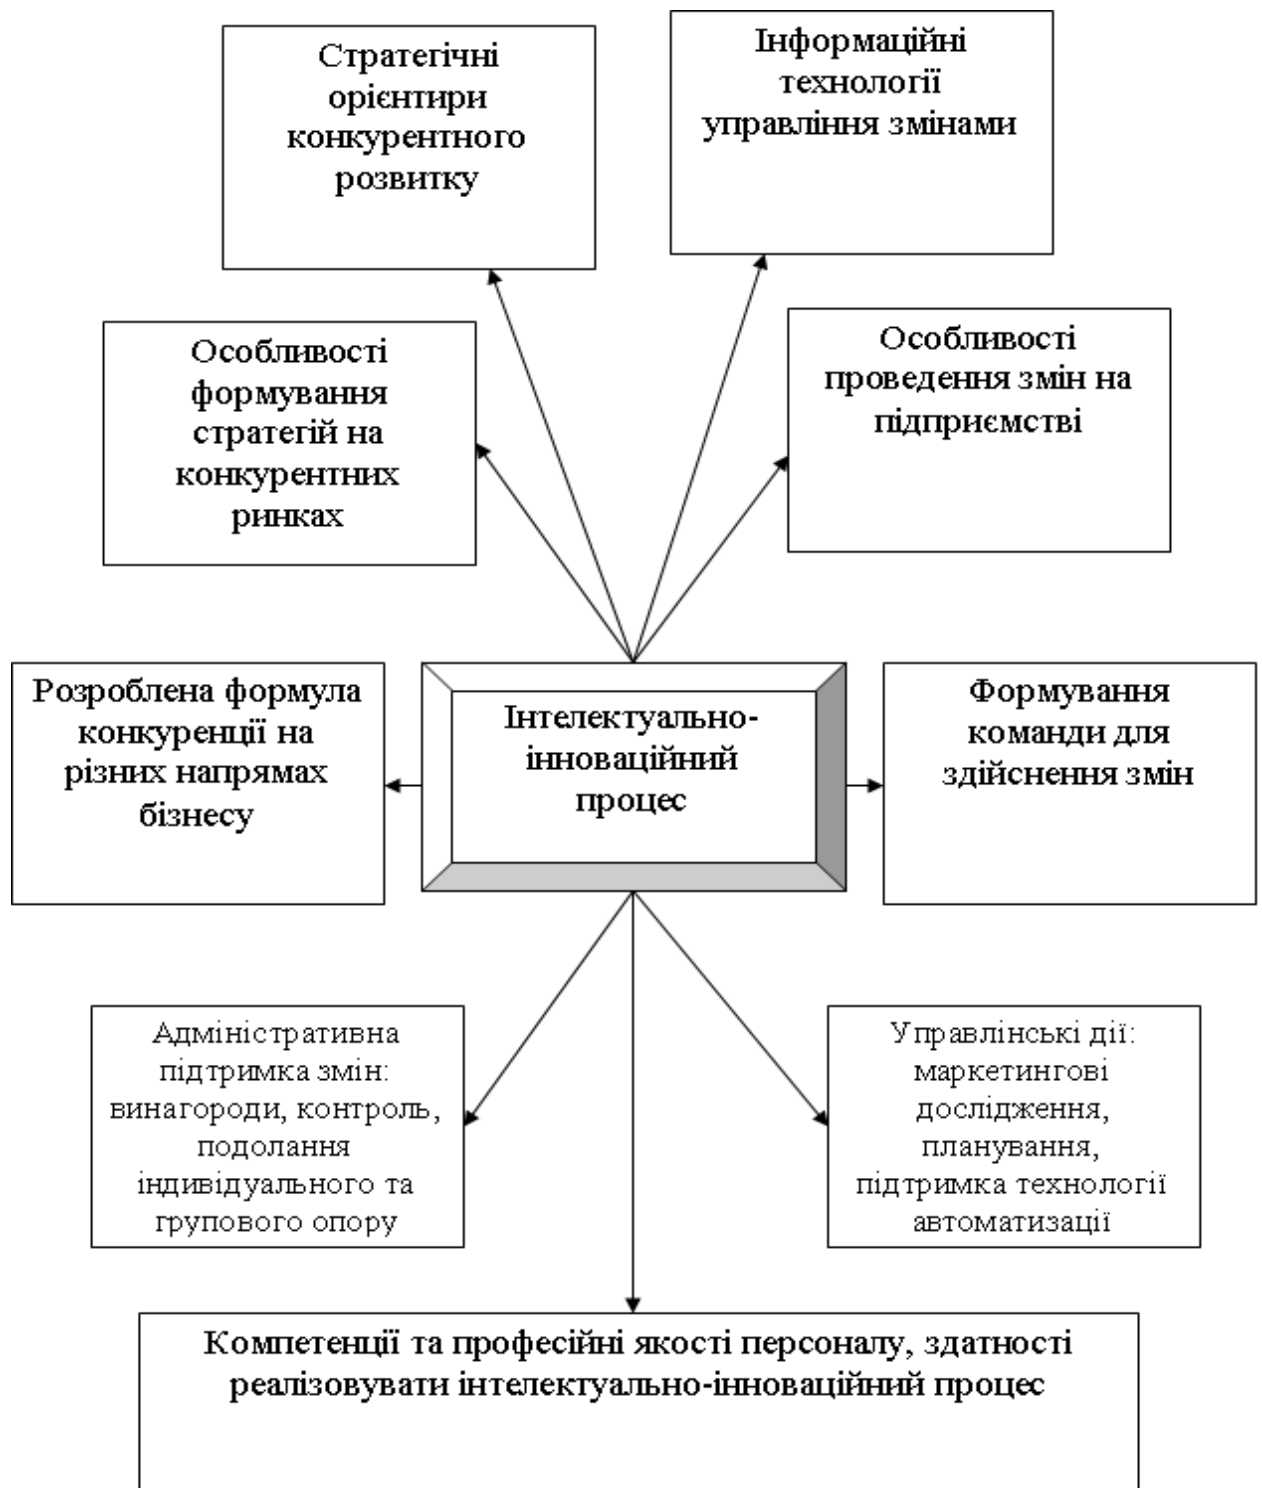 Стратегічні
орієнтири
конкурентного
розвитку
Інформаційні
технології
управління змінами
Особливості
формування
стратегій на
конкурентних
ринках
Особливості
проведення змін на
підприємстві
Розроблена формула
конкуренції на
різних напрямах
бізнесу
Інтелектуально-
інноваційний
процес
Формування
команди для
здійснення змін
Адміністративна
підтримка змін:
винагороди, контроль,
подолання
індивідуального та
групового опору
Управлінські дії:
маркетингові
дослідження,
планування,
підтримка технології
автоматизації
Компетенції та професійні якості персоналу, здатності
реалізовувати інтелектуально-інноваційний процес